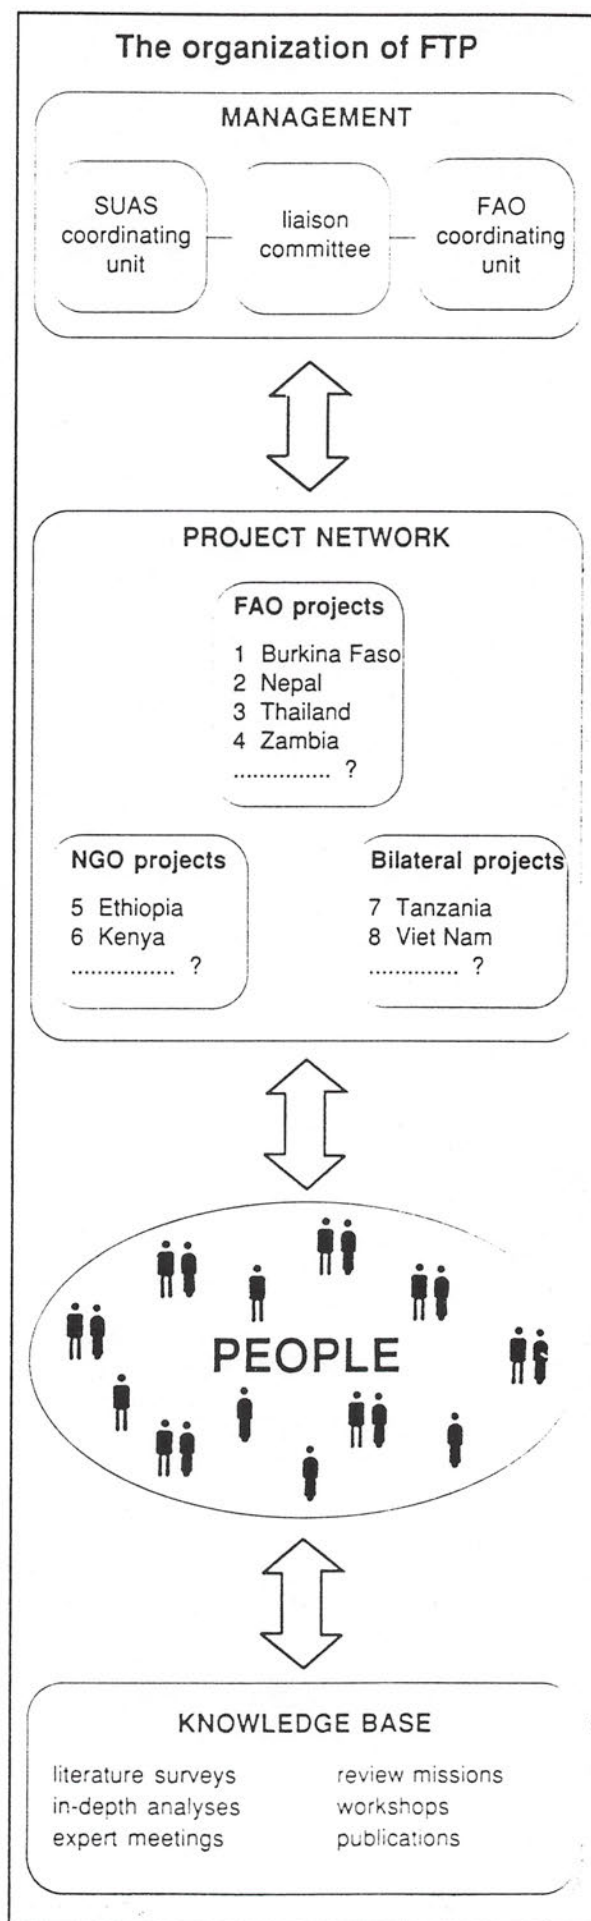 The organization of FTP
MANAGEMENT
SUAS
coordinating
unit
liaison
committee
FAO
coordinating
unit
PROJECT NETWORK
FAO projects
1 Burkina Faso
2 Nepal
3 Thailand
4 Zambia
............... ?
NGO projects
5 Ethiopia
6 Kenya
................ ?
Bilateral projects
7 Tanzania
8 Viet Nam
.............. ?
PEOPLE
KNOWLEDGE BASE
literature surveys
in-depth analyses
expert meetings
review missions
workshops
publications